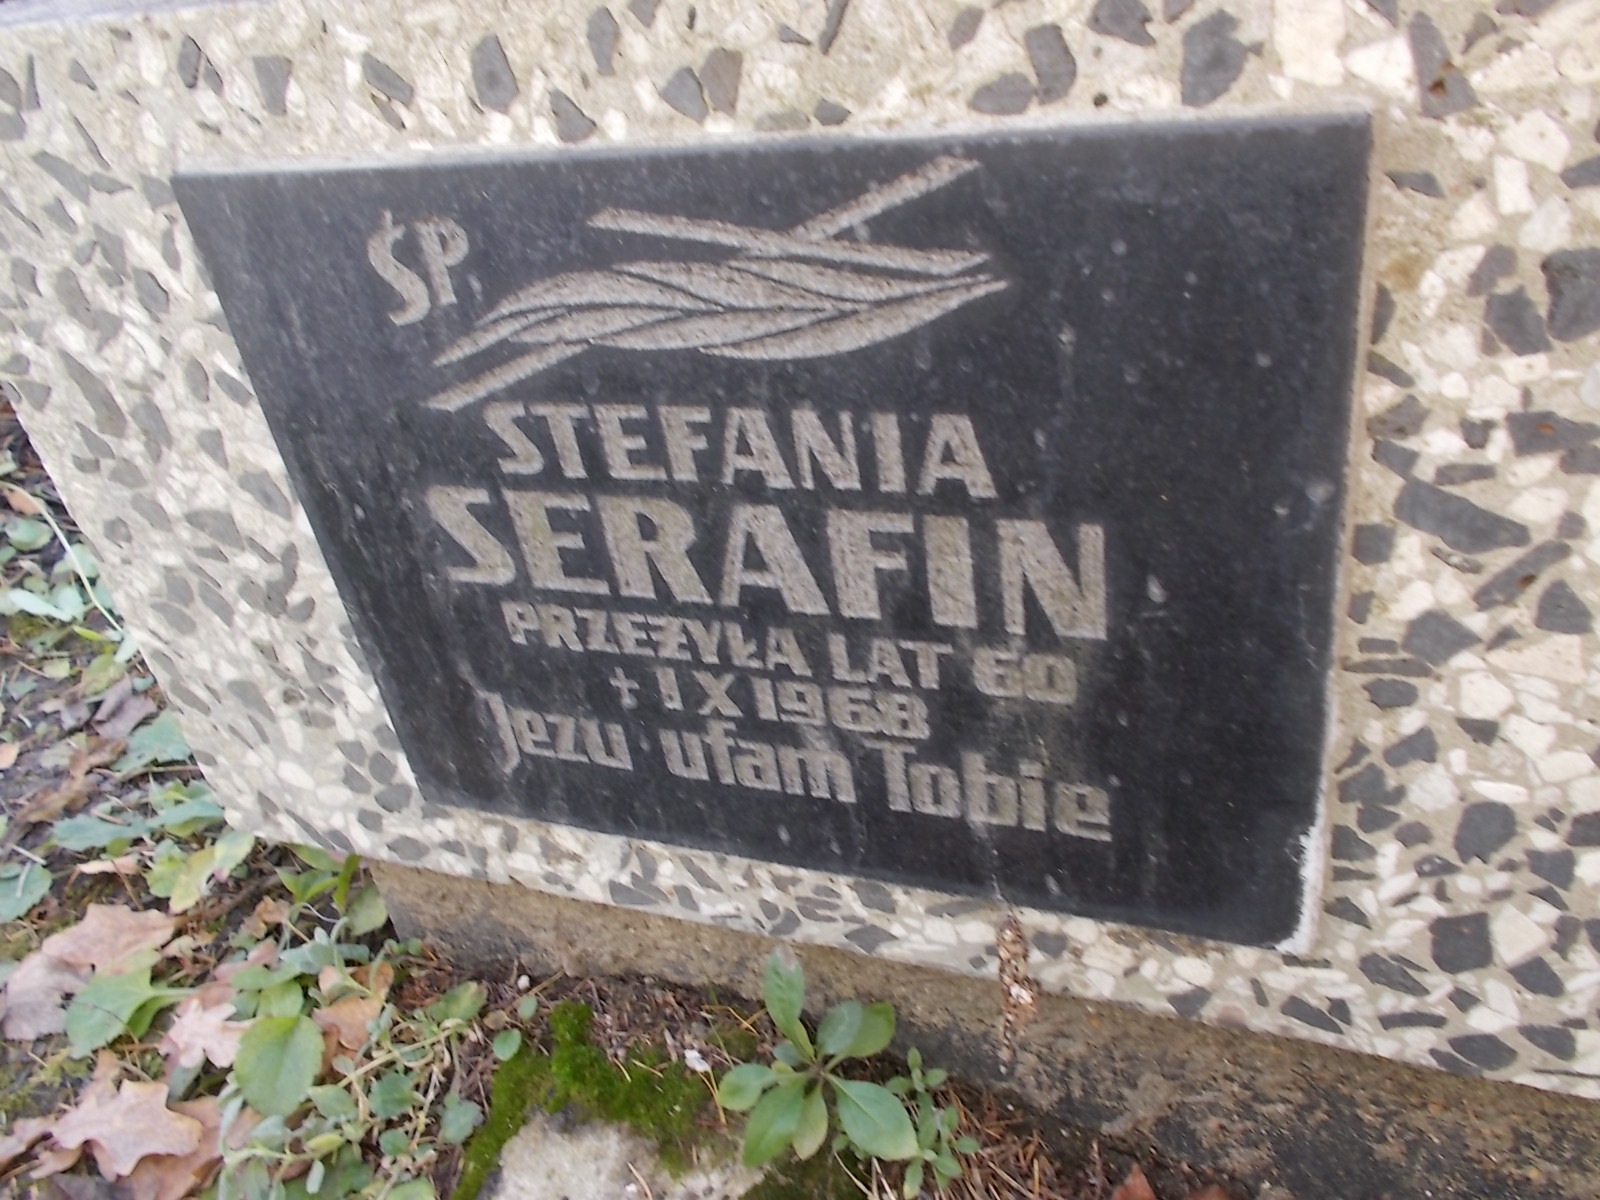 ŚP
STEFANIA
SERAFIN
PRZEŻYŁA LAT 60
+ 1 X 1968
Jezu ufam Tobie